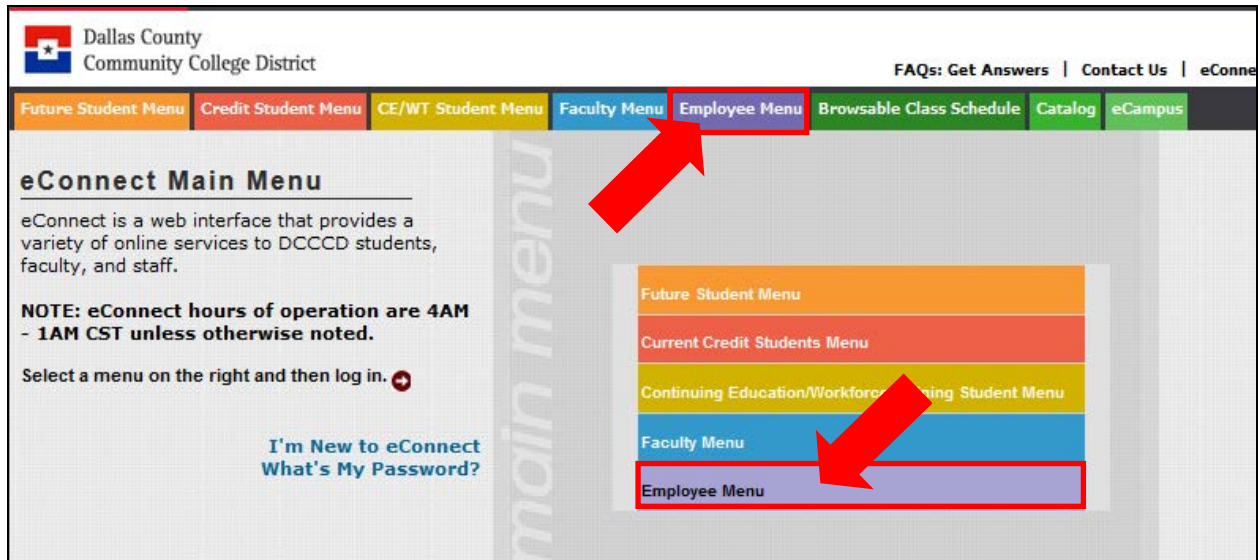 Dallas County
Community College District
FAQs: Get Answers | Contact Us | eConne
Future Student Menu Credit Student Menu CE/WT Student Menu Faculty Menu Employee Menu Browsable Class Schedule Catalog eCampus
main menu
eConnect Main Menu
eConnect is a web interface that provides a
variety of online services to DCCCD students,
faculty, and staff.
NOTE: eConnect hours of operation are 4AM
- 1AM CST unless otherwise noted.
Select a menu on the right and then log in.
I'm New to eConnect
What's My Password?
Future Student Menu
Current Credit Students Menu
Continuing Education/Workforce ning Student Menu
Faculty Menu
Employee Menu